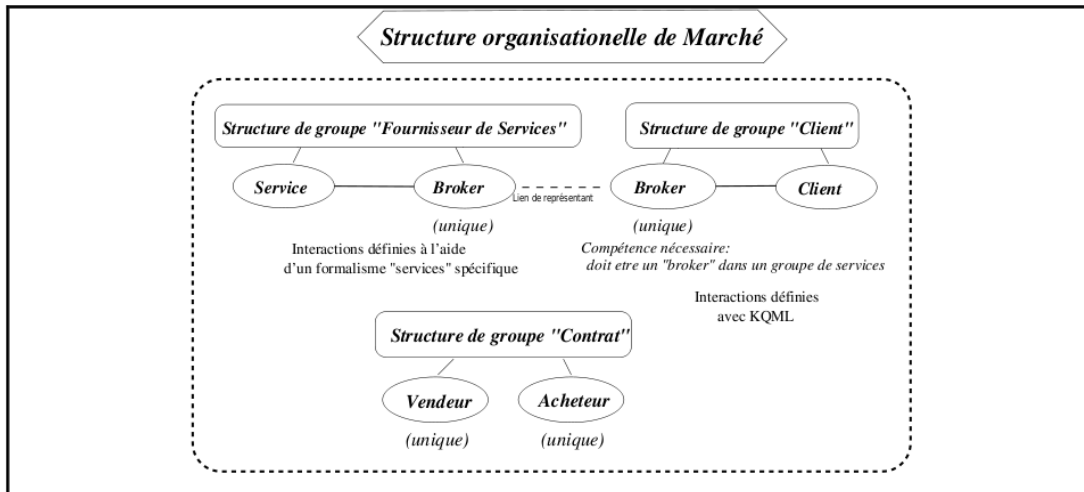 Structure organisationelle de Marché
Structure de groupe "Fournisseur de Services"
Structure de groupe "Client"
Service
Broker
Lien de représentant
Broker
Client
(unique)
(unique)
Interactions définies à l'aide
d'un formalisme "services" spécifique
Compétence nécessaire:
doit etre un "broker" dans un groupe de services
Interactions définies
avec KQML
Structure de groupe "Contrat"
Vendeur
Acheteur
(unique)
(unique)